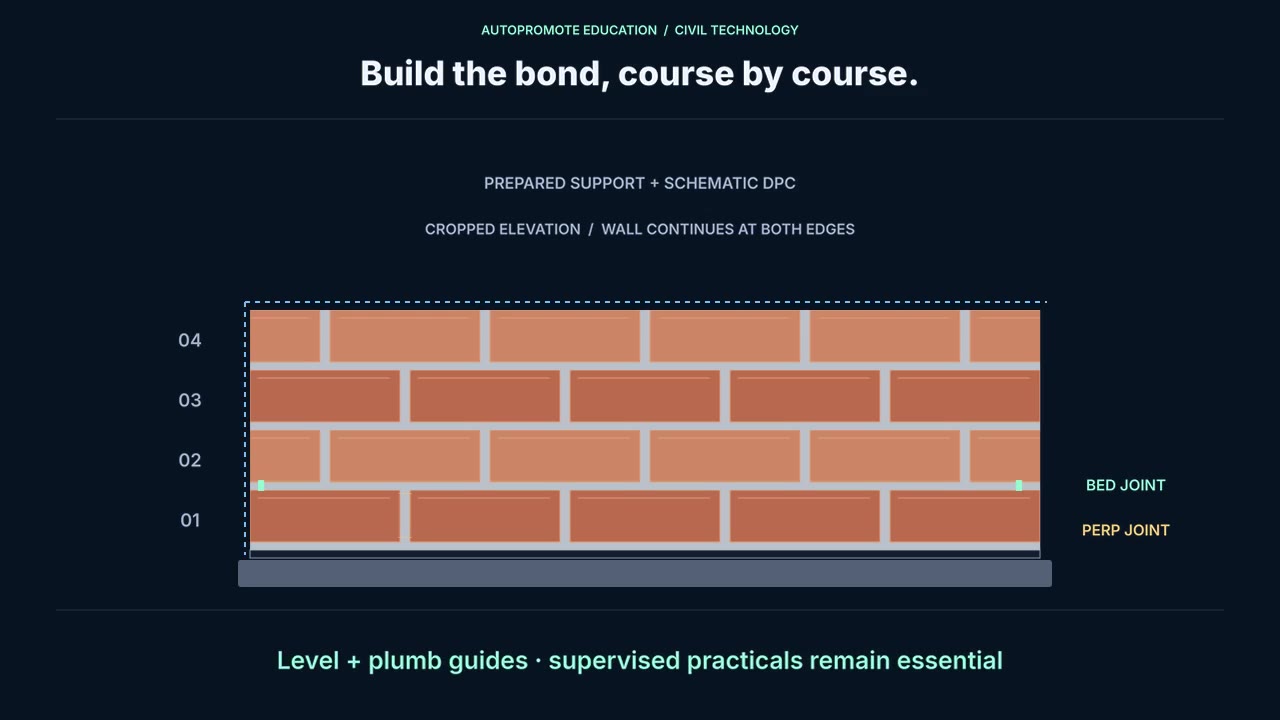 AUTOPROMOTE EDUCATION / CIVIL TECHNOLOGY
Build the bond, course by course.
PREPARED SUPPORT + SCHEMATIC DPC
CROPPED ELEVATION / WALL CONTINUES AT BOTH EDGES
04
03
02
01
BED JOINT
PERP JOINT
Level + plumb guides · supervised practicals remain essential